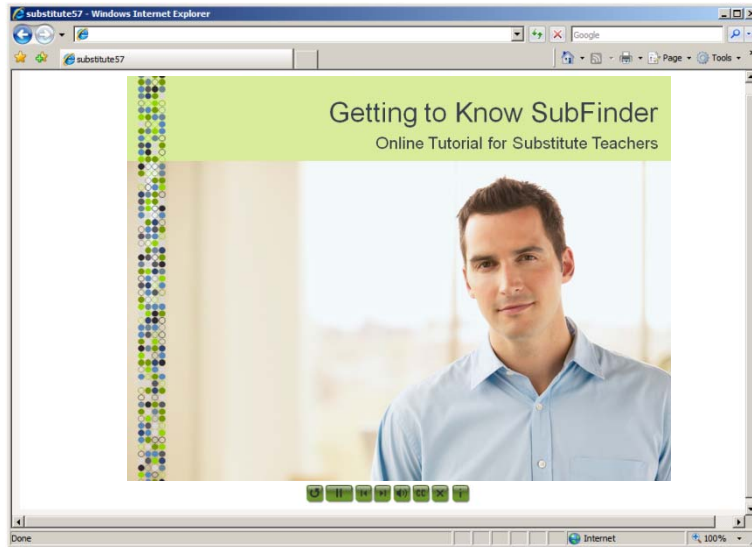 substitute57 - Windows Internet Explorer
Google
substitute57
Page
Tools
Getting to Know SubFinder
Online Tutorial for Substitute Teachers
CC
i
Done
Internet
100%